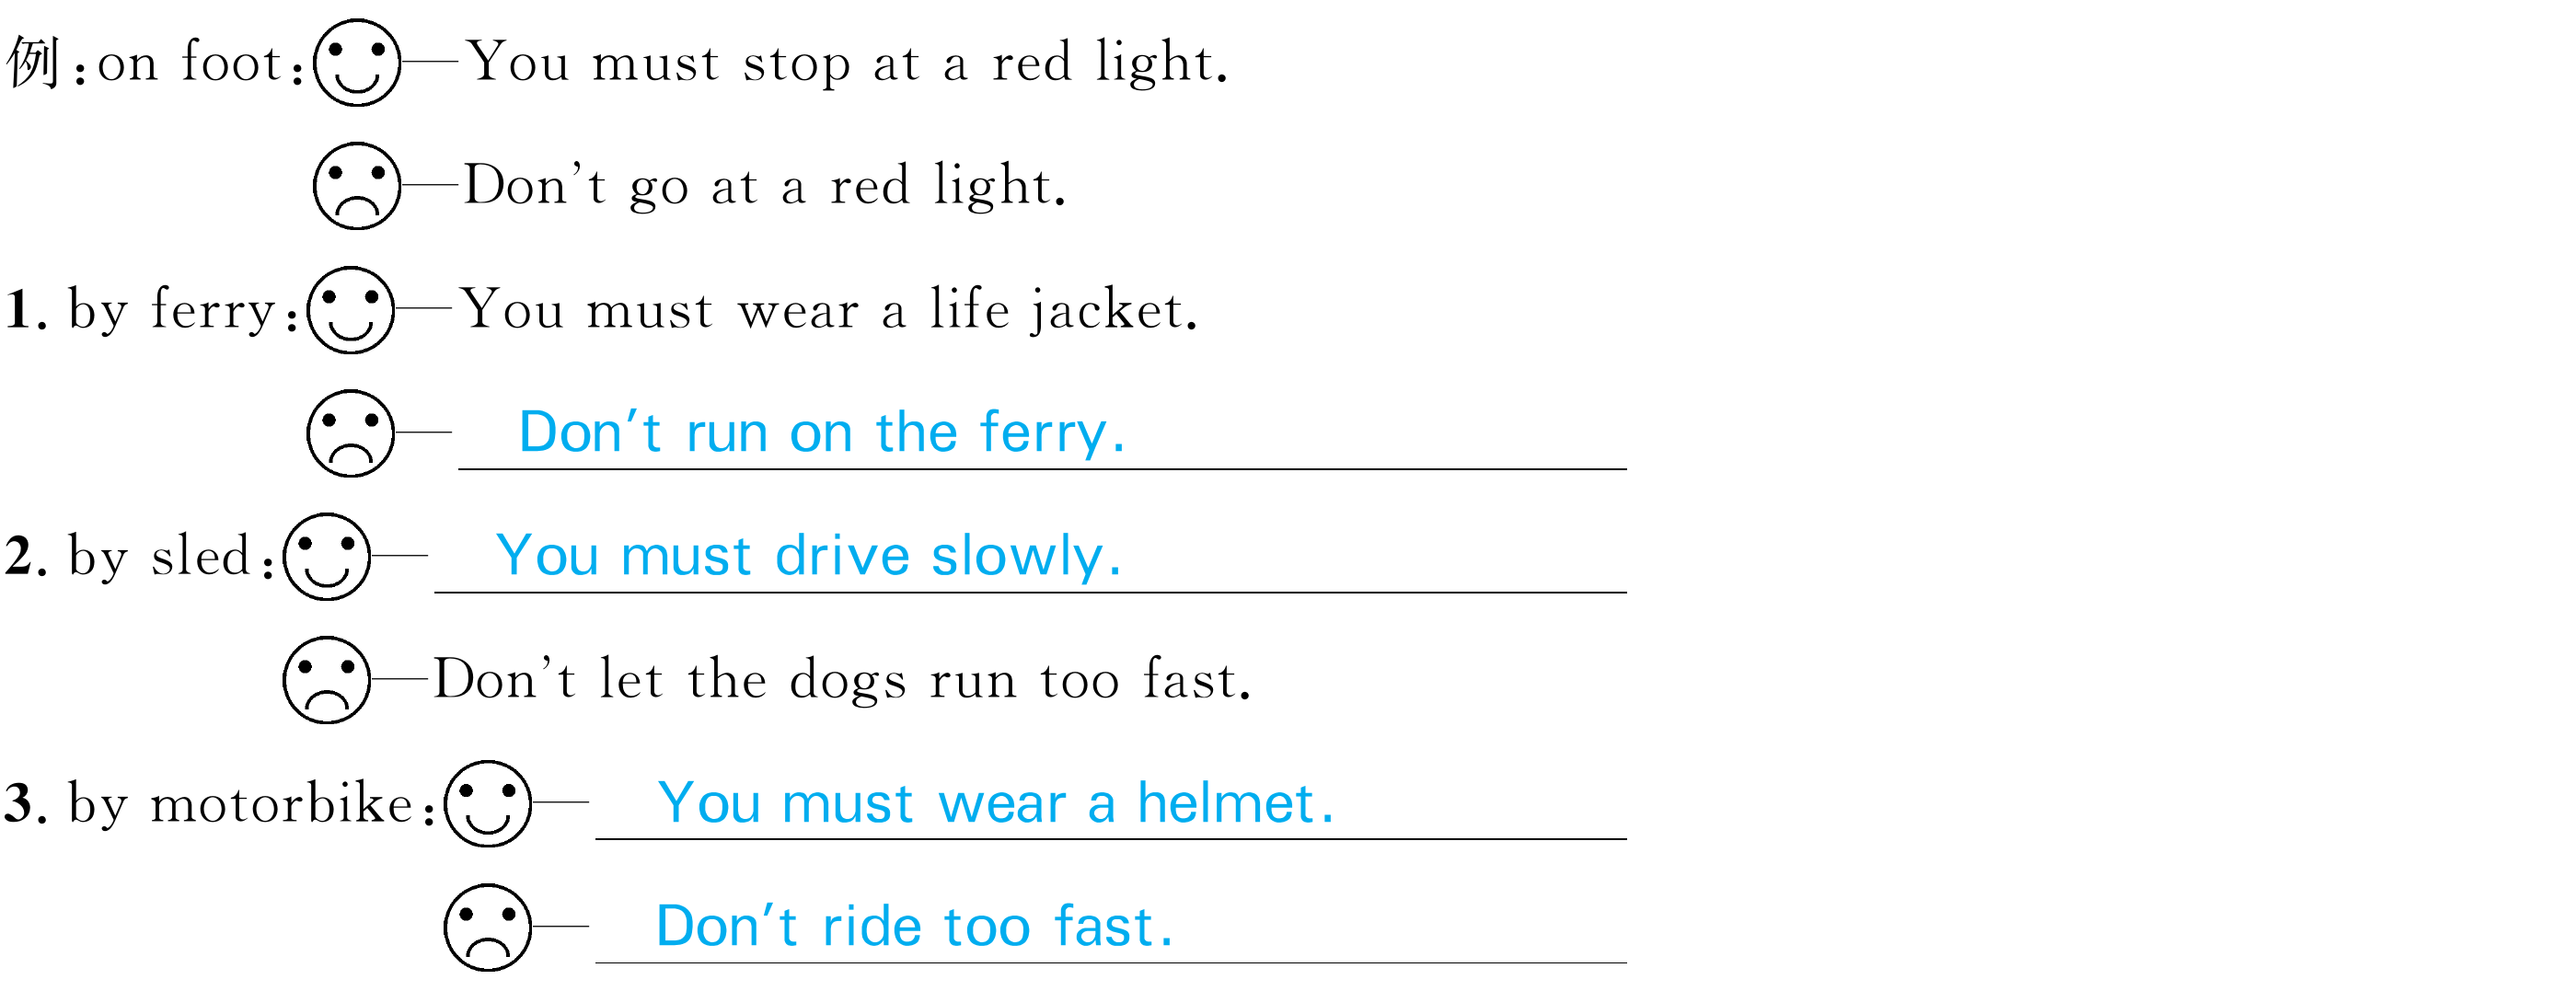 例:on foot:—You must stop at a red light.
—Don't go at a red light.
1. by ferry:—You must wear a life jacket.
—Don't run on the ferry.
2. by sled:—You must drive slowly.
—Don't let the dogs run too fast.
3. by motorbike:—You must wear a helmet.
—Don't ride too fast.